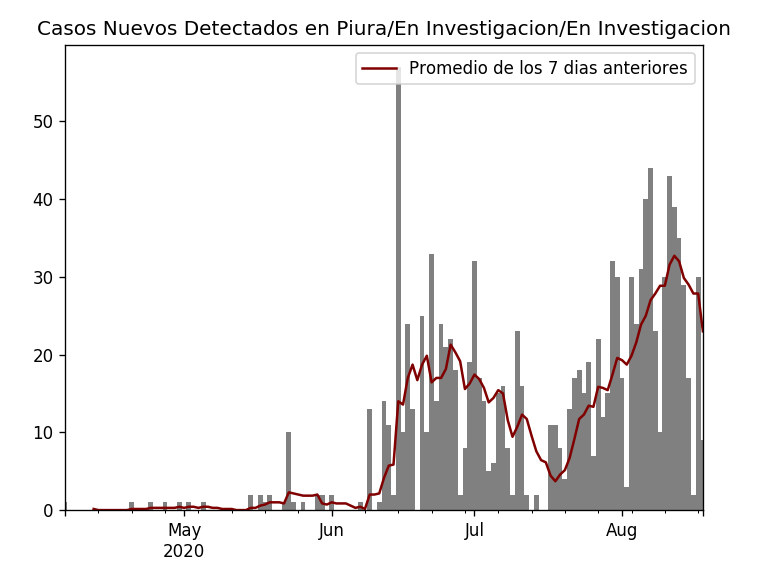 Casos Nuevos Detectados en Piura/En Investigacion/En Investigacion
Promedio de los 7 dias anteriores
50
40
30
20
10
0
May Jun Jul Aug
2020